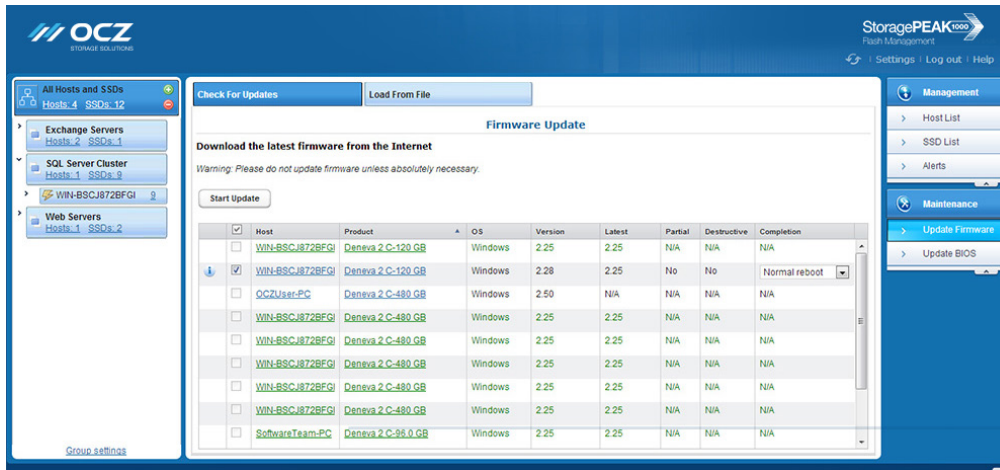 OCZ
STORAGE SOLUTIONS
StoragePEAK 1000
Flash Management
Settings | Log out | Help
All Hosts and SSDs
Hosts: 4 SSDs: 12
Exchange Servers
Hosts: 2 SSDs: 1
SQL Server Cluster
Hosts: 1 SSDs: 9
WIN-BSCJ872BFGI 9
Web Servers
Hosts: 1 SSDs: 2
Group settings
Check For Updates Load From File
Firmware Update
Download the latest firmware from the Internet
Warning: Please do not update firmware unless absolutely necessary.
Start Update
Host Product OS Version Latest Partial Destructive Completion
WIN-BSCJ872BFGI Deneva 2 C-120 GB Windows 2.25 2.25 N/A N/A N/A
WIN-BSCJ872BFGI Deneva 2 C-120 GB Windows 2.28 2.25 No No Normal reboot
OCZUser-PC Deneva 2 C-480 GB Windows 2.50 N/A N/A N/A N/A
WIN-BSCJ872BFGI Deneva 2 C-480 GB Windows 2.25 2.25 N/A N/A N/A
WIN-BSCJ872BFGI Deneva 2 C-480 GB Windows 2.25 2.25 N/A N/A N/A
WIN-BSCJ872BFGI Deneva 2 C-480 GB Windows 2.25 2.25 N/A N/A N/A
WIN-BSCJ872BFGI Deneva 2 C-480 GB Windows 2.25 2.25 N/A N/A N/A
WIN-BSCJ872BFGI Deneva 2 C-480 GB Windows 2.25 2.25 N/A N/A N/A
SoftwareTeam-PC Deneva 2 C-96.0 GB Windows 2.25 2.25 N/A N/A N/A
Management
Host List
SSD List
Alerts
Maintenance
Update Firmware
Update BIOS